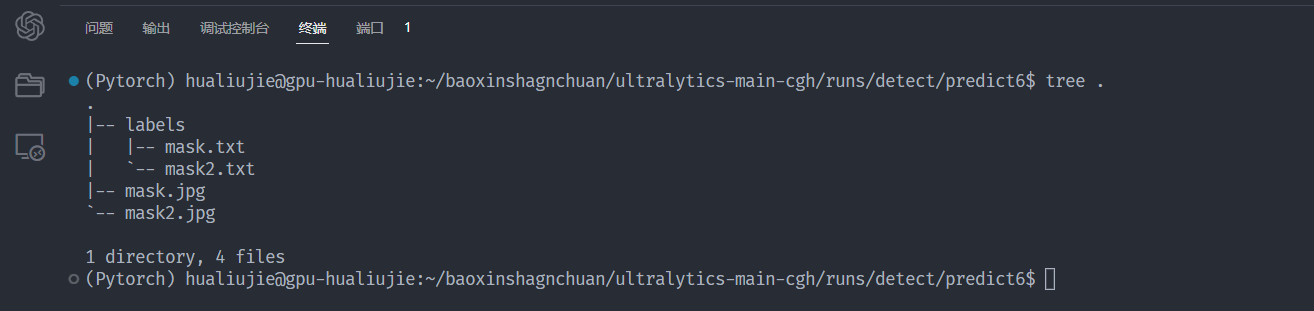 问题 输出 调试控制台 终端 端口 1
(Pytorch) hualiujie@gpu-hualiujie:~/baoxinshagnchuan/ultralytics-main-cgh/runs/detect/predict6$ tree .
.
|-- labels
|   |-- mask.txt
|   `-- mask2.txt
|-- mask.jpg
`-- mask2.jpg
1 directory, 4 files
(Pytorch) hualiujie@gpu-hualiujie:~/baoxinshagnchuan/ultralytics-main-cgh/runs/detect/predict6$